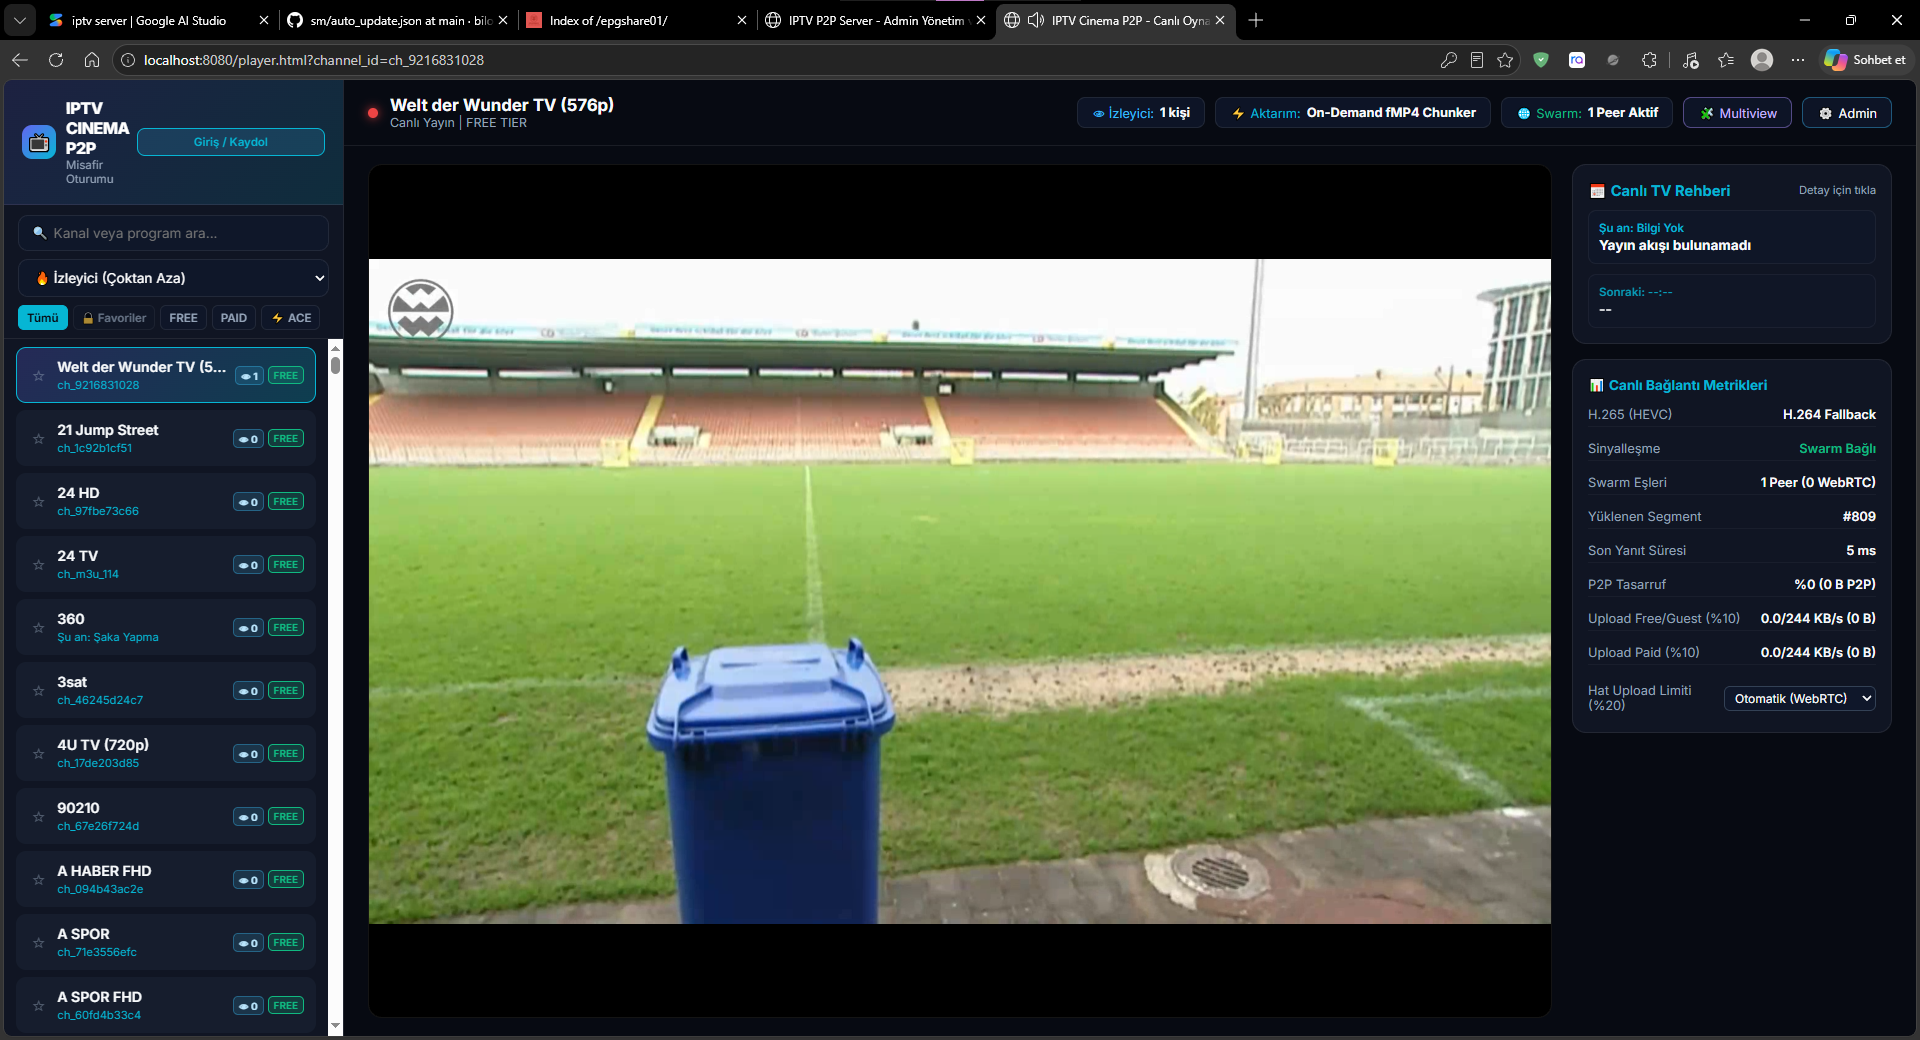 iptv server | Google AI Studio
sm/auto_update.json at main · bilo
Index of /epgshare01/
IPTV P2P Server - Admin Yönetim
IPTV Cinema P2P - Canlı Oyna
localhost:8080/player.html?channel_id=ch_9216831028
Sohbet et
IPTV
CINEMA
P2P
Misafir
Oturumu
Giriş / Kaydol
Kanal veya program ara...
İzleyici (Çoktan Aza)
Tümü
Favoriler
FREE
PAID
ACE
Welt der Wunder TV (5...
ch_9216831028
1
FREE
21 Jump Street
ch_1c92b1cf51
0
FREE
24 HD
ch_97fbe73c66
0
FREE
24 TV
ch_m3u_114
0
FREE
360
Şu an: Şaka Yapma
0
FREE
3sat
ch_46245d24c7
0
FREE
4U TV (720p)
ch_17de203d85
0
FREE
90210
ch_67e26f724d
0
FREE
A HABER FHD
ch_094b43ac2e
0
FREE
A SPOR
ch_71e3556efc
0
FREE
A SPOR FHD
ch_60fd4b33c4
0
FREE
Welt der Wunder TV (576p)
Canlı Yayın | FREE TIER
İzleyici: 1 kişi
Aktarım: On-Demand fMP4 Chunker
Swarm: 1 Peer Aktif
Multiview
Admin
Canlı TV Rehberi
Detay için tıkla
Şu an: Bilgi Yok
Yayın akışı bulunamadı
Sonraki: --:--
--
Canlı Bağlantı Metrikleri
H.265 (HEVC) H.264 Fallback
Sinyalleşme Swarm Bağlı
Swarm Eşleri 1 Peer (0 WebRTC)
Yüklenen Segment #809
Son Yanıt Süresi 5 ms
P2P Tasarruf %0 (0 B P2P)
Upload Free/Guest (%10) 0.0/244 KB/s (0 B)
Upload Paid (%10) 0.0/244 KB/s (0 B)
Hat Upload Limiti
(%20)
Otomatik (WebRTC)